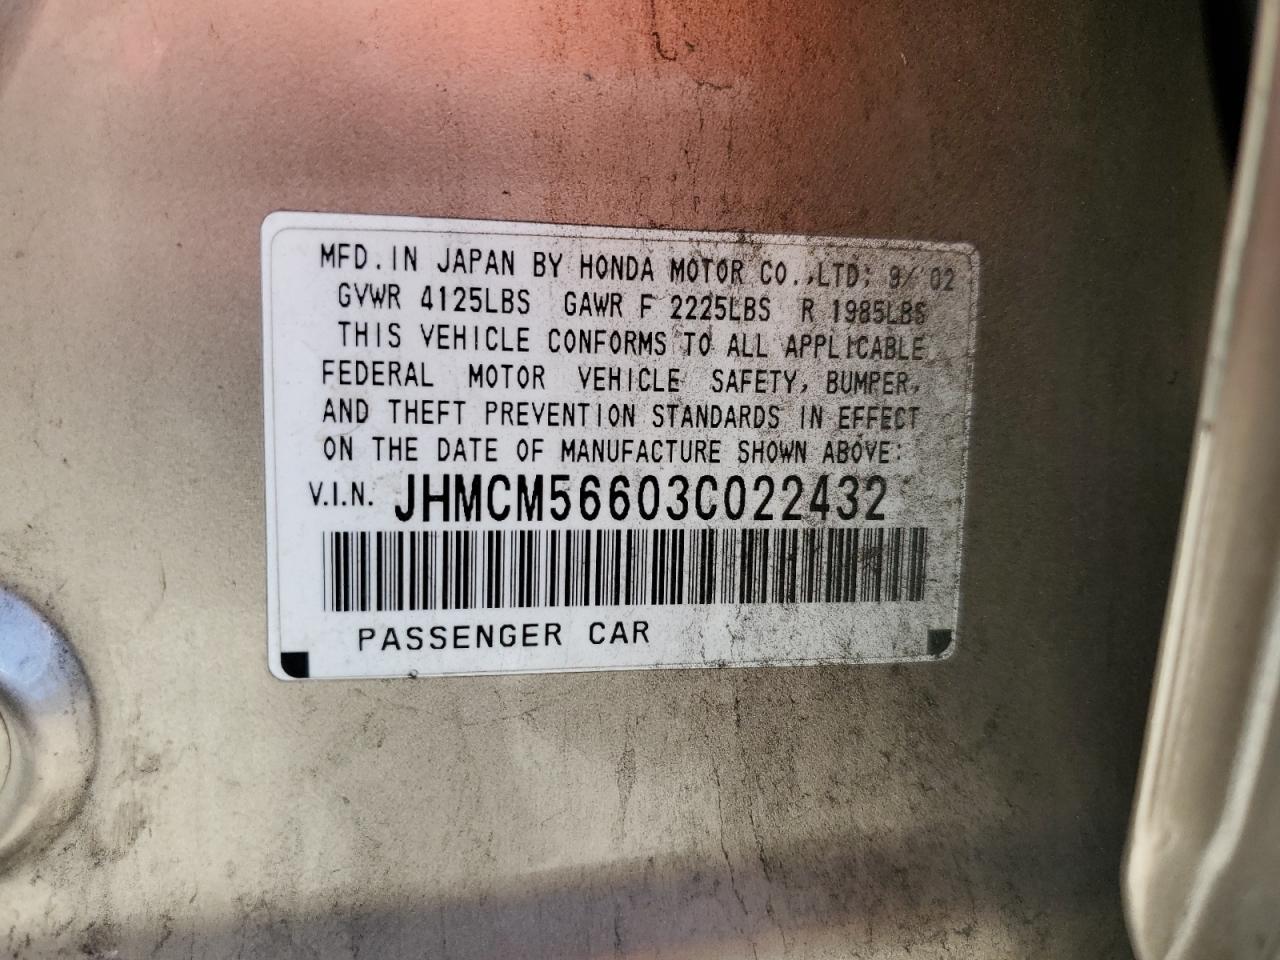 MFD. IN JAPAN BY HONDA MOTOR CO.,LTD; 9/'02
GVWR 4125LBS GAWR F 2225LBS R 1985LBS
THIS VEHICLE CONFORMS TO ALL APPLICABLE
FEDERAL MOTOR VEHICLE SAFETY, BUMPER,
AND THEFT PREVENTION STANDARDS IN EFFECT
ON THE DATE OF MANUFACTURE SHOWN ABOVE:
V.I.N. JHMCM56603C022432
PASSENGER CAR